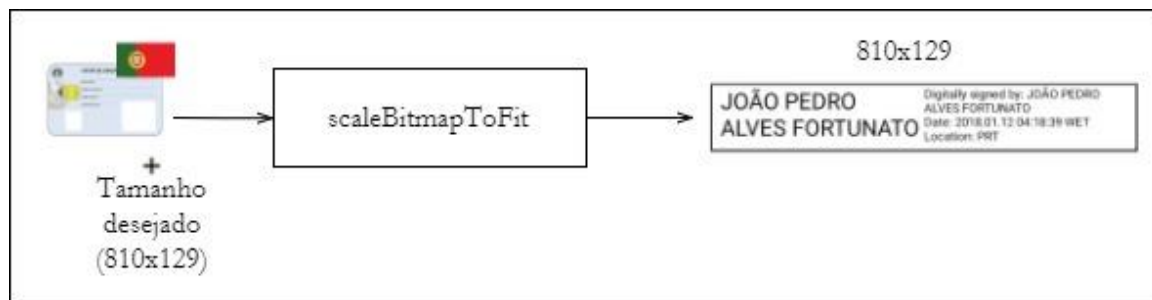 +
Tamanho
desejado
(810x129)
scaleBitmapToFit
810x129
JOÃO PEDRO
ALVES FORTUNATO
Digitally signed by: JOÃO PEDRO
ALVES FORTUNATO
Date: 2018.01.12 04:18:39 WET
Location: PRT